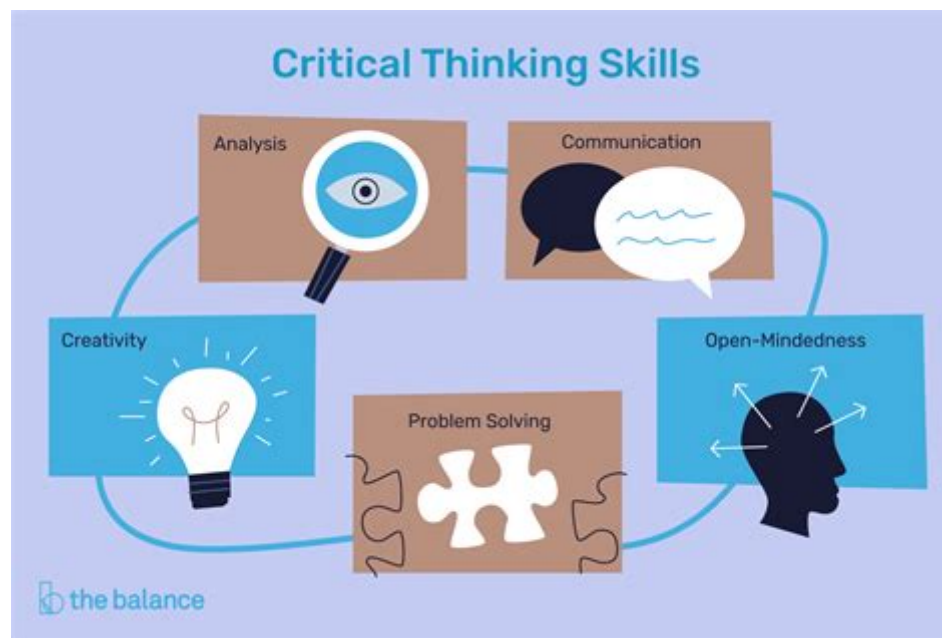 Critical Thinking Skills
Analysis
Communication
Creativity
Open-Mindedness
Problem Solving
the balance